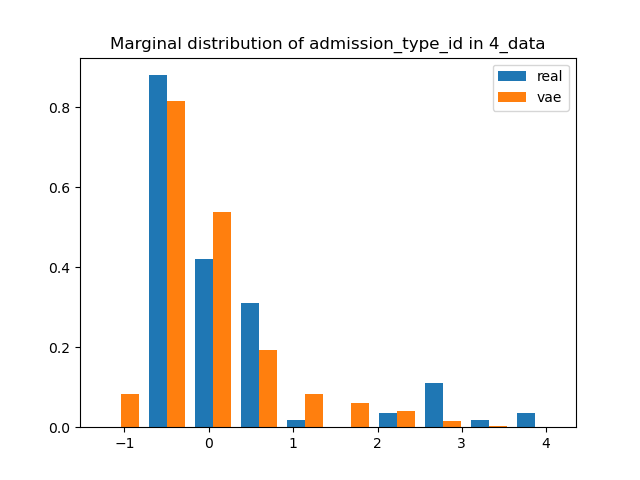 Marginal distribution of admission_type_id in 4_data
real
vae
0.8
0.6
0.4
0.2
0.0
−1 0 1 2 3 4